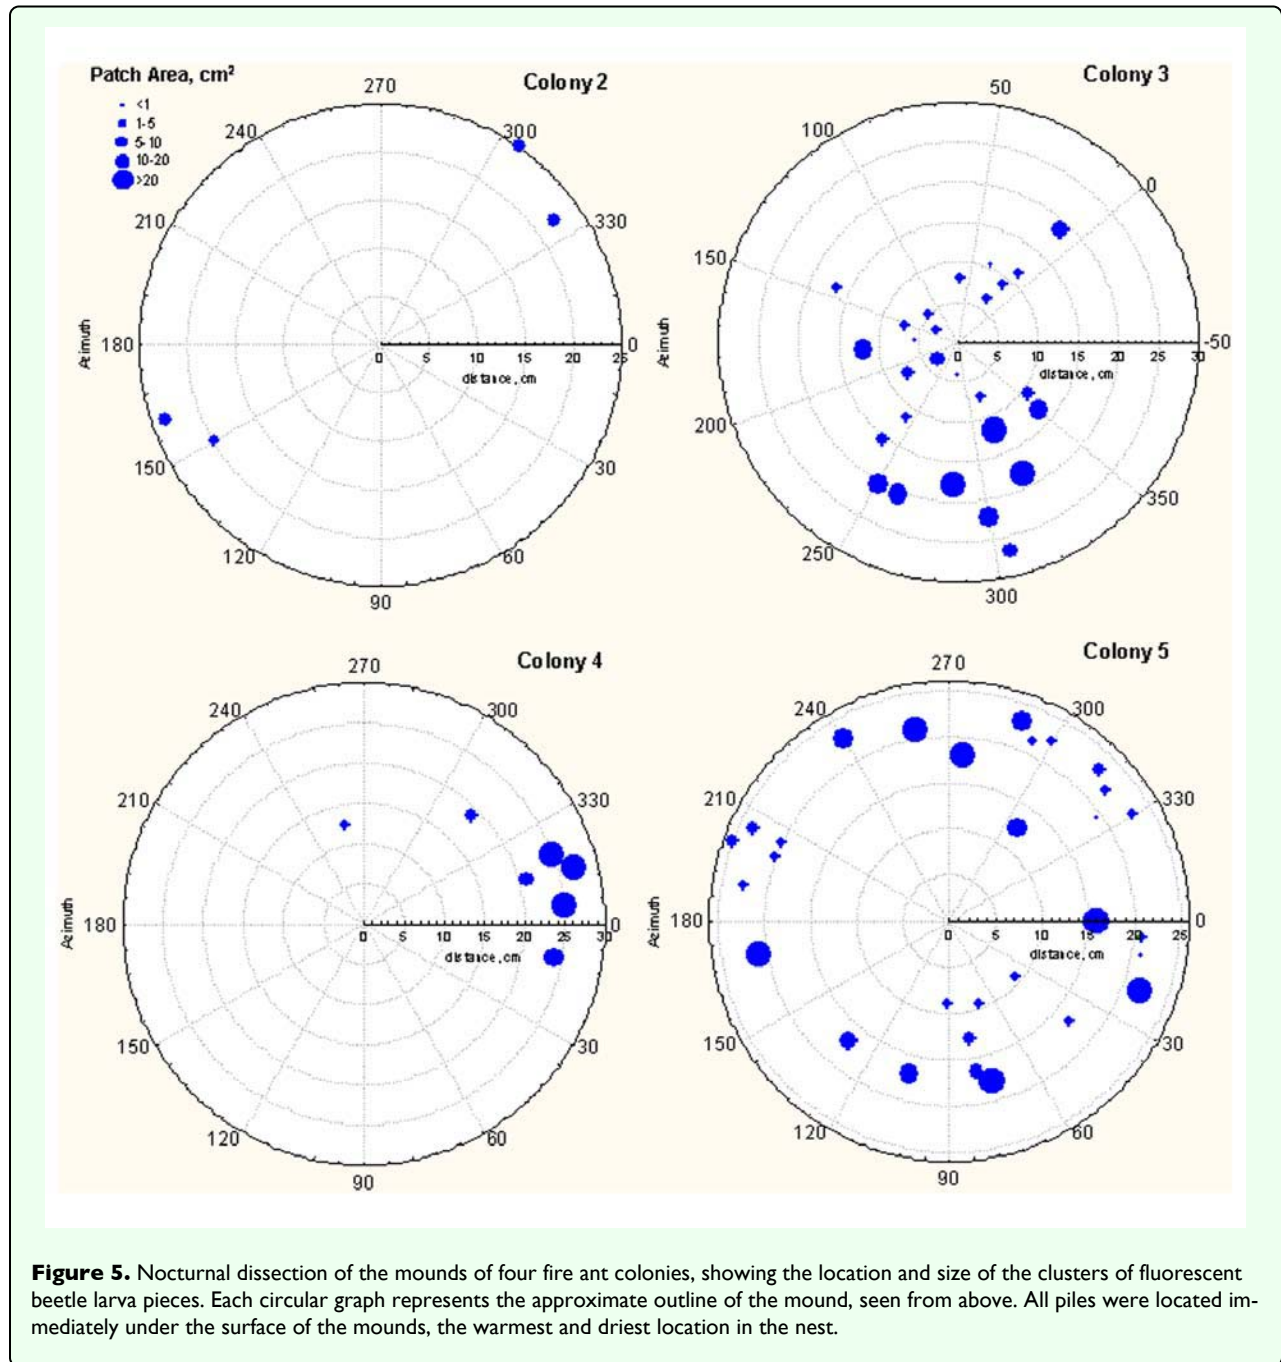 Patch Area, cm²
<1
1-5
5-10
10-20
>20
Colony 2
270
240
300
210
330
Azimuth
180
0
0 5 10 15 20 25
distance, cm
150
30
120
60
90
Colony 3
50
100
0
150
Azimuth
-50
0 5 10 15 20 25 30
distance, cm
200
350
250
300
Colony 4
270
240
300
210
330
Azimuth
180
0
0 5 10 15 20 25 30
distance, cm
150
30
120
60
90
Colony 5
270
240
300
210
330
Azimuth
180
0
0 5 10 15 20 25
distance, cm
150
30
120
60
90
Figure 5. Nocturnal dissection of the mounds of four fire ant colonies, showing the location and size of the clusters of fluorescent
beetle larva pieces. Each circular graph represents the approximate outline of the mound, seen from above. All piles were located im-
mediately under the surface of the mounds, the warmest and driest location in the nest.